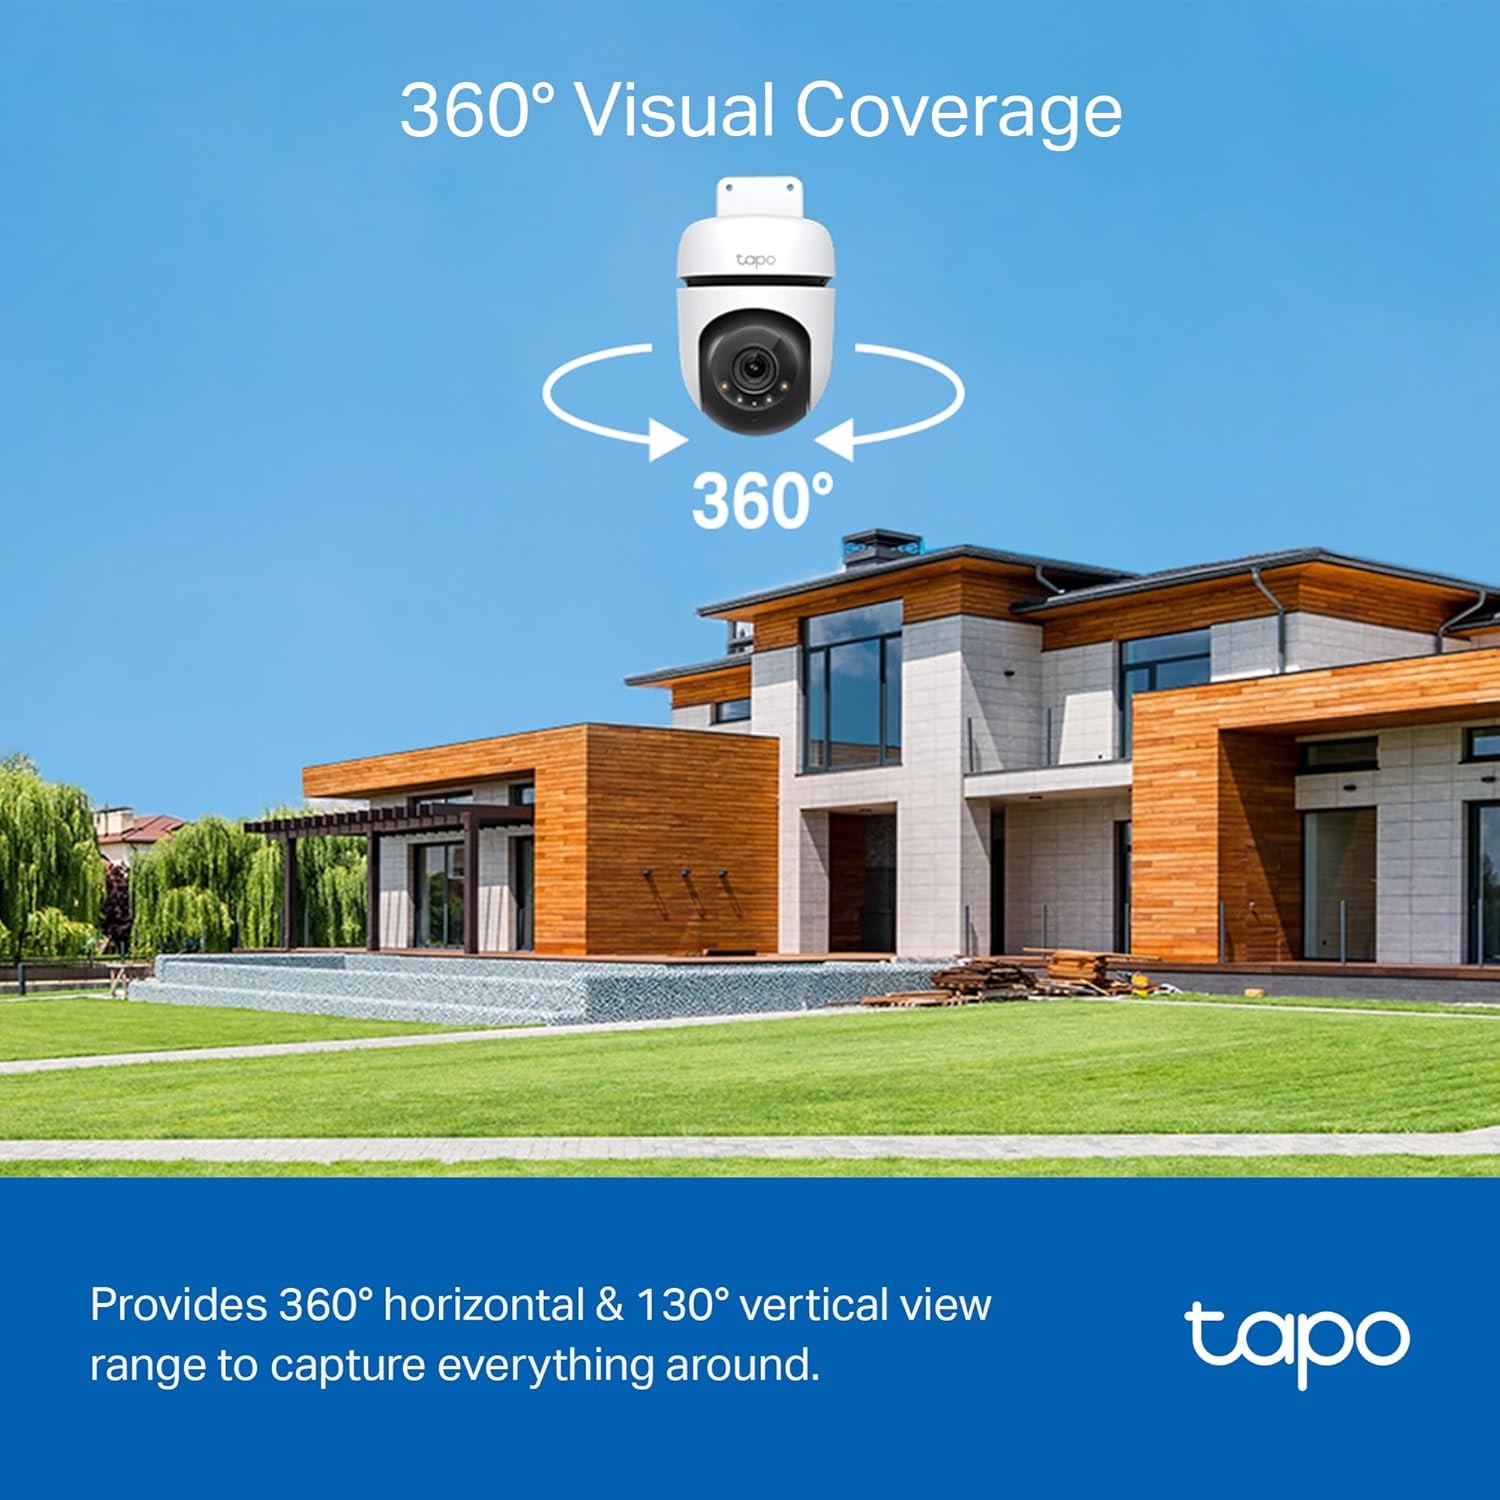 360° Visual Coverage
tapo
360°
Provides 360° horizontal & 130° vertical view
range to capture everything around.
tapo